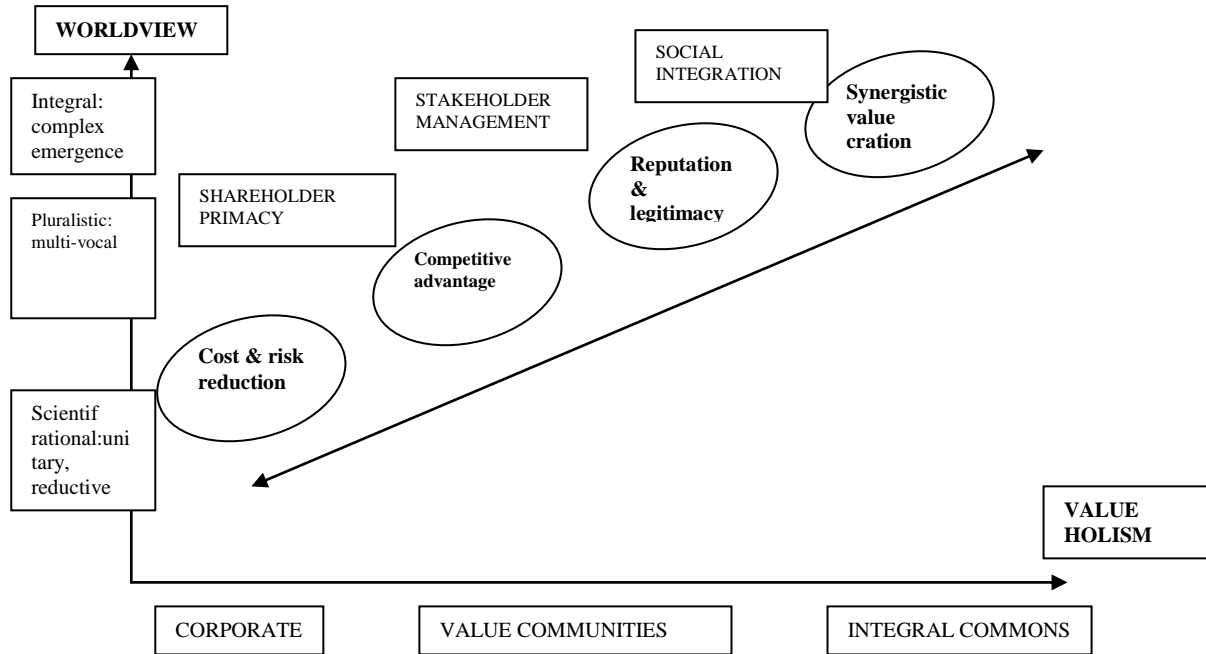 WORLDVIEW
Integral:
complex
emergence
Pluralistic:
multi-vocal
Scientif
rational:uni
tary,
reductive
SHAREHOLDER
PRIMACY
STAKEHOLDER
MANAGEMENT
SOCIAL
INTEGRATION
Cost & risk
reduction
Competitive
advantage
Reputation
&
legitimacy
Synergistic
value
cration
VALUE
HOLISM
CORPORATE
VALUE COMMUNITIES
INTEGRAL COMMONS